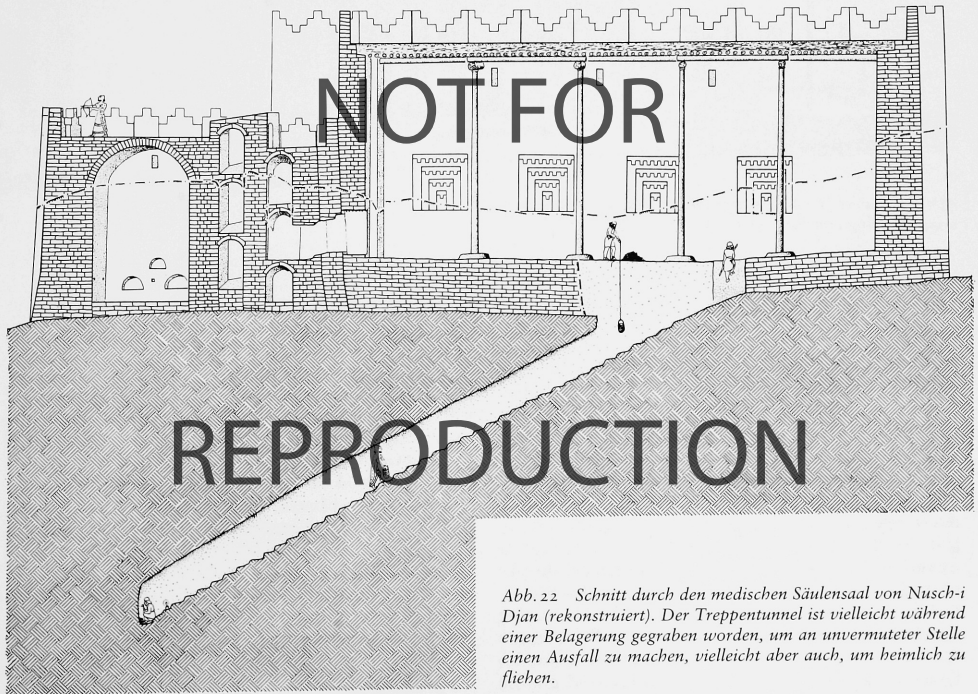 NOT FOR
REPRODUCTION
Abb. 22 Schnitt durch den medischen Säulensaal von Nusch-i
Djan (rekonstruiert). Der Treppentunnel ist vielleicht während
einer Belagerung gegraben worden, um an unvermuteter Stelle
einen Ausfall zu machen, vielleicht aber auch, um heimlich zu
fliehen.